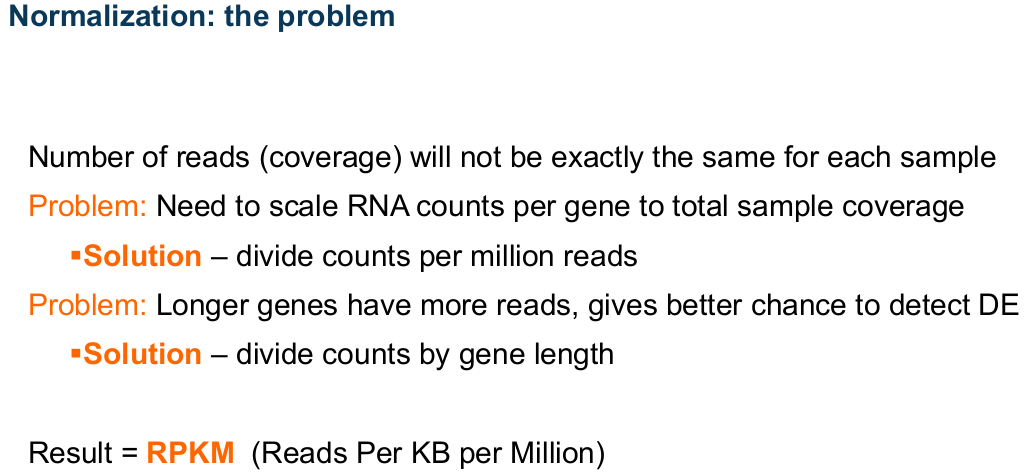 Normalization: the problem
Number of reads (coverage) will not be exactly the same for each sample
Problem: Need to scale RNA counts per gene to total sample coverage
▪Solution – divide counts per million reads
Problem: Longer genes have more reads, gives better chance to detect DE
▪Solution – divide counts by gene length
Result = RPKM (Reads Per KB per Million)